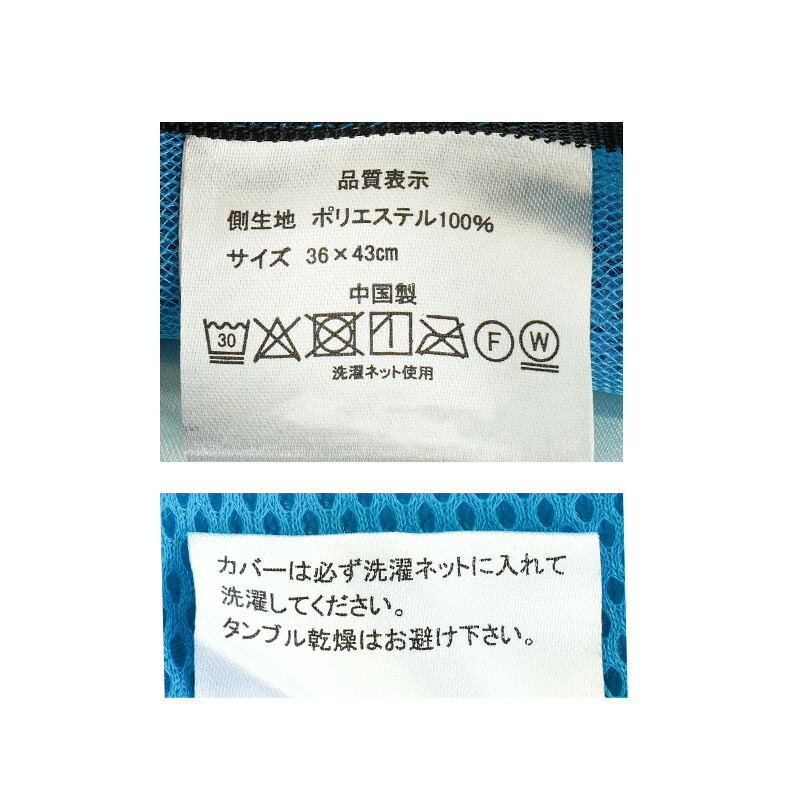 品質表示
側生地 ポリエステル100%
サイズ 36×43cm
中国製
30 F W
洗濯ネット使用
カバーは必ず洗濯ネットに入れて
洗濯してください。
タンブル乾燥はお避け下さい。